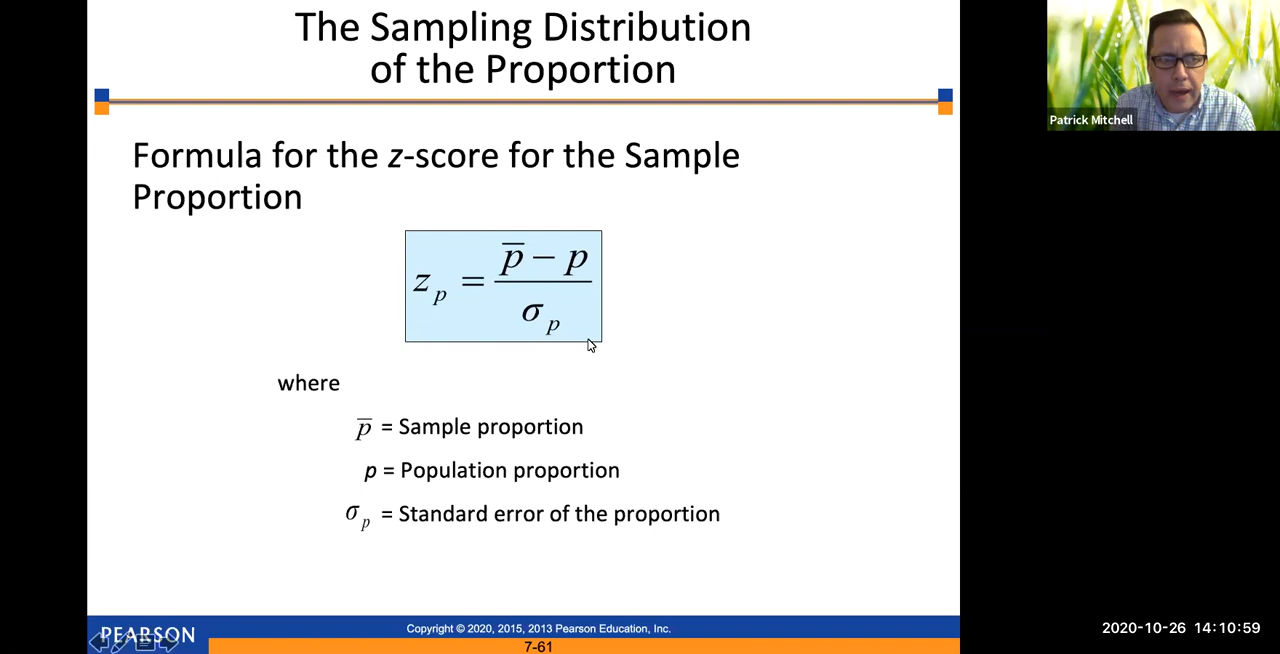 The Sampling Distribution
of the Proportion
Patrick Mitchell
Formula for the z-score for the Sample
Proportion
z_p = (p̅ − p) / σ_p
where
p̅ = Sample proportion
p = Population proportion
σ_p = Standard error of the proportion
PEARSON
Copyright © 2020, 2015, 2013 Pearson Education, Inc.
7-61
2020-10-26 14:10:59